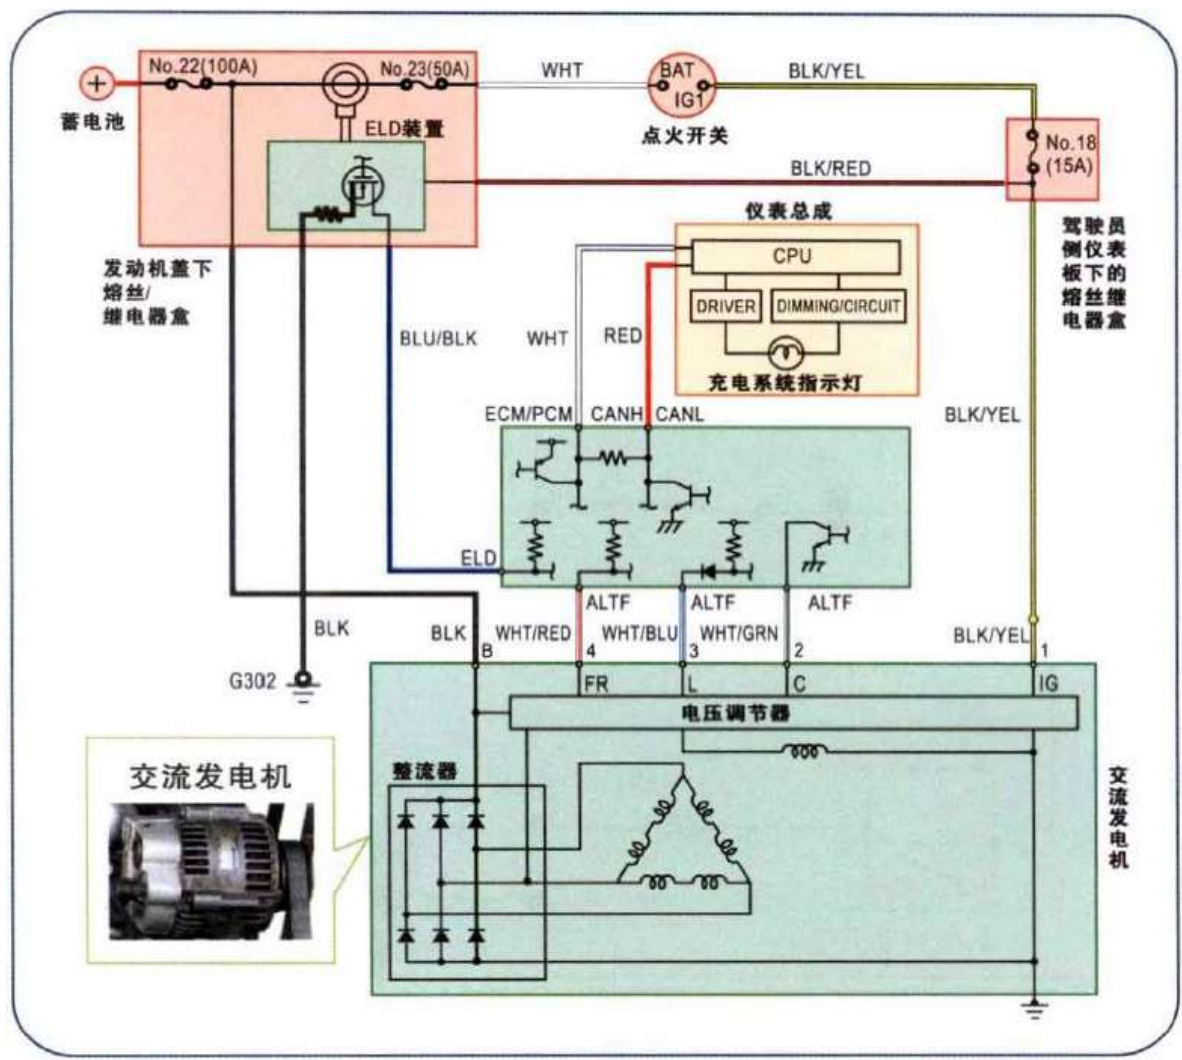 No.22(100A)
No.23(50A)
WHT
BAT
IG1
BLK/YEL
+
蓄电池
ELD装置
点火开关
No.18
(15A)
BLK/RED
仪表总成
CPU
DRIVER
DIMMING/CIRCUIT
充电系统指示灯
驾驶员
侧仪表
板下的
熔丝继
电器盒
发动机盖下
熔丝/
继电器盒
BLU/BLK
WHT
RED
ECM/PCM
CANH
CANL
BLK/YEL
ELD
ALTF
ALTF
ALTF
BLK
BLK
WHT/RED
WHT/BLU
WHT/GRN
BLK/YEL
B
4
3
2
1
G302
FR
L
C
IG
电压调节器
交流发电机
整流器
交
流
发
电
机